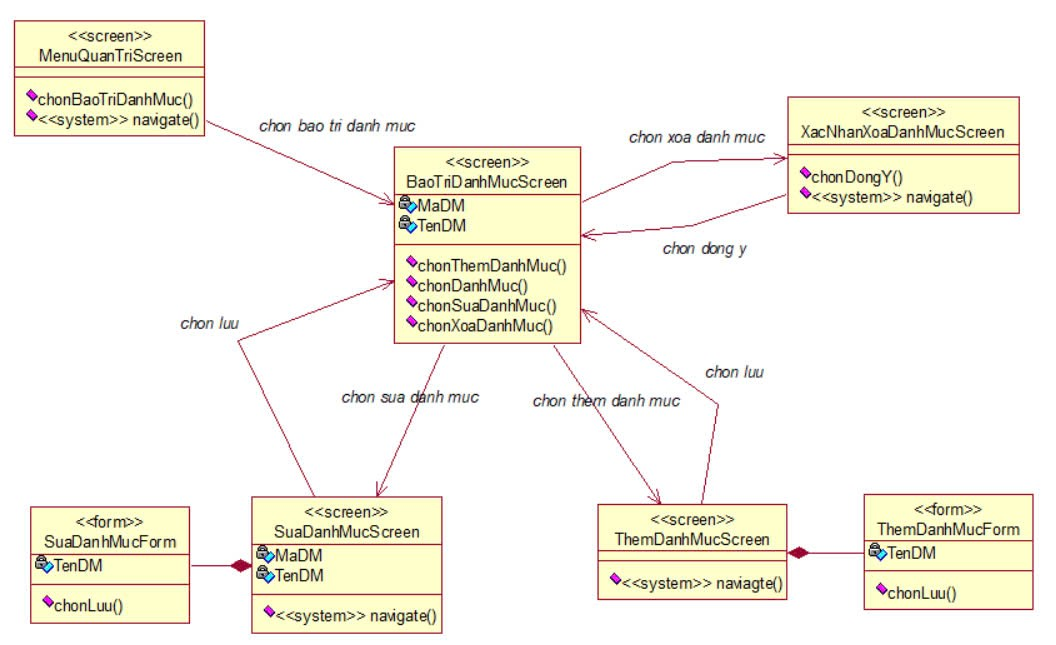 <<screen>>
MenuQuanTriScreen
chonBaoTriDanhMuc()
<<system>> navigate()
chon bao tri danh muc
<<screen>>
BaoTriDanhMucScreen
MaDM
TenDM
chonThemDanhMuc()
chonDanhMuc()
chonSuaDanhMuc()
chonXoaDanhMuc()
chon xoa danh muc
<<screen>>
XacNhanXoaDanhMucScreen
chonDongY()
<<system>> navigate()
chon dong y
chon luu
chon sua danh muc
chon them danh muc
chon luu
<<form>>
SuaDanhMucForm
TenDM
chonLuu()
<<screen>>
SuaDanhMucScreen
MaDM
TenDM
<<system>> navigate()
<<screen>>
ThemDanhMucScreen
<<system>> naviagte()
<<form>>
ThemDanhMucForm
TenDM
chonLuu()